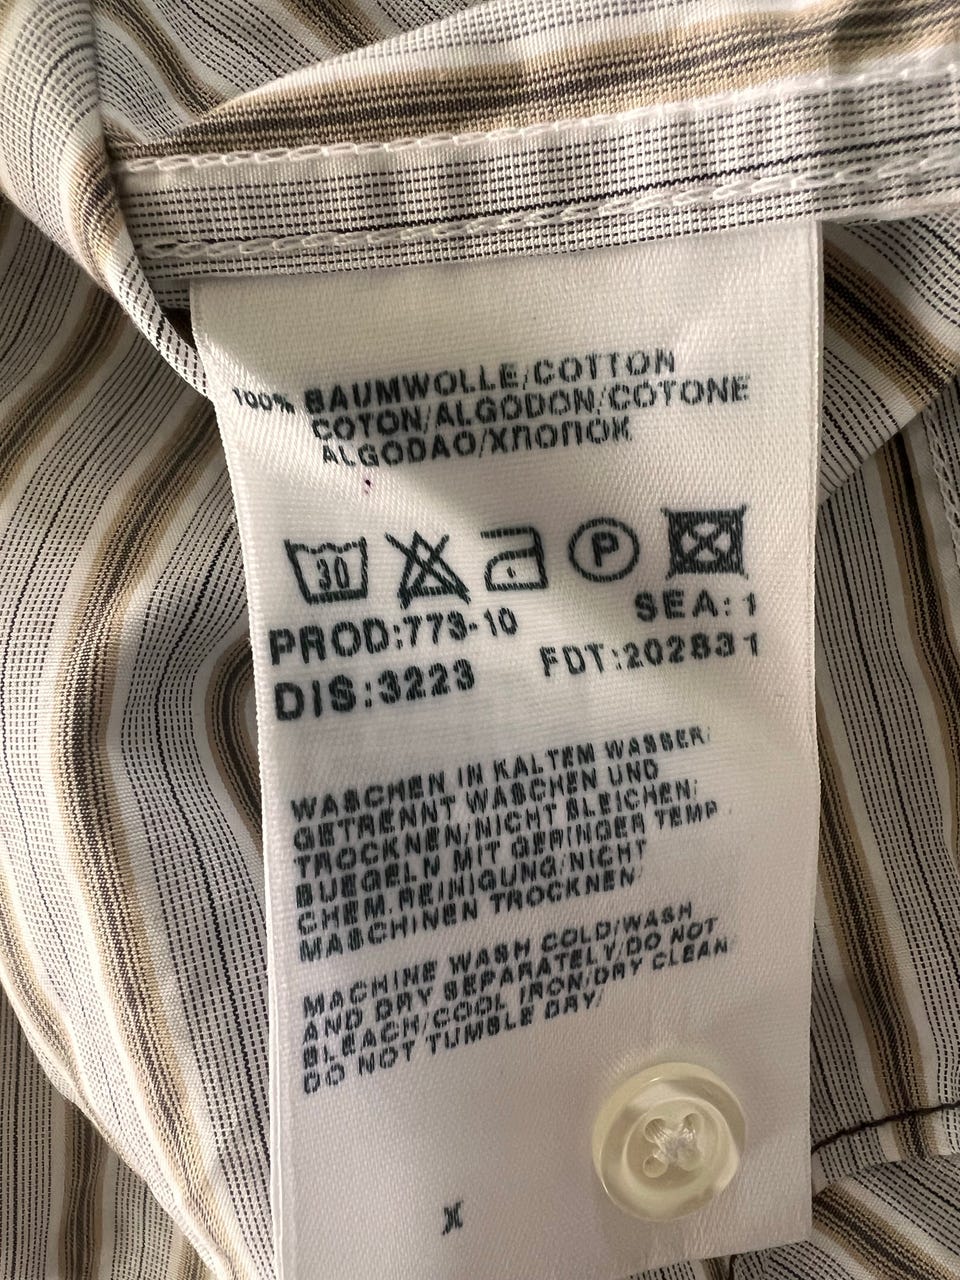 100% BAUMWOLLE/COTTON
COTON/ALGODON/COTONE
ALGODAO/ХПОПОК
30 P
PROD:773-10 SEA:1
DIS:3223 FDT:202831
WASCHEN IN KALTEM WASSER/
GETRENNT WASCHEN UND
TROCKNEN/NICHT BLEICHEN/
BUEGELN MIT GERINGER TEMP
CHEM.REINIGUNG/NICHT
MASCHINEN TROCKNEN/
MACHINE WASH COLD/WASH
AND DRY SEPARATELY/DO NOT
BLEACH/COOL IRON/DRY CLEAN/
DO NOT TUMBLE DRY/
X